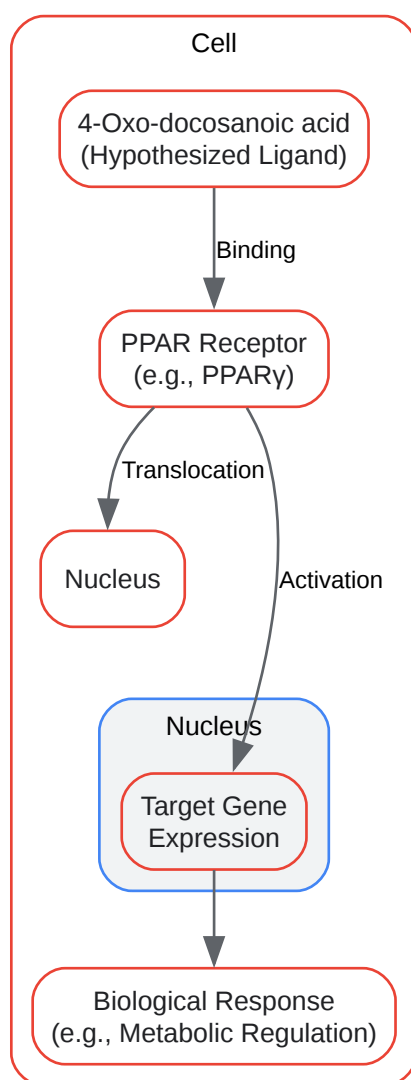 Cell
4-Oxo-docosanoic acid
(Hypothesized Ligand)
Binding
PPAR Receptor
(e.g., PPARγ)
Translocation
Nucleus
Activation
Nucleus
Target Gene
Expression
Biological Response
(e.g., Metabolic Regulation)